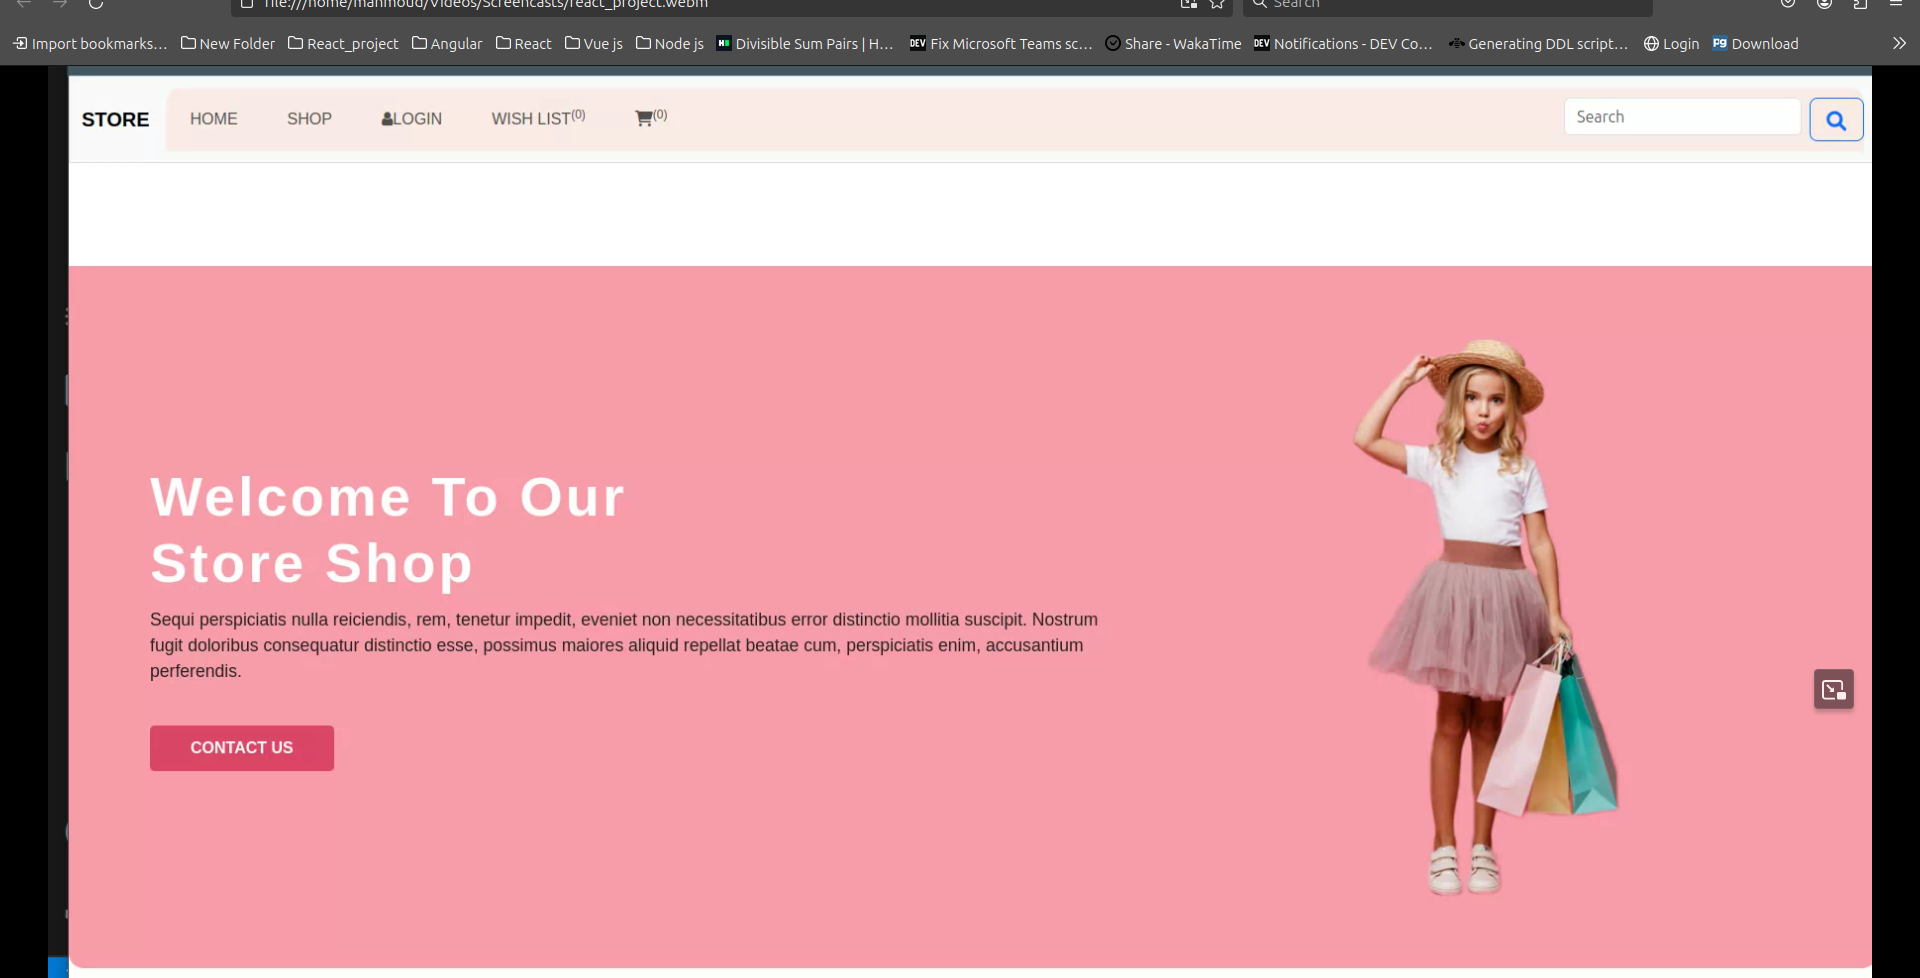 file:///home/mahmoud/Videos/Screencasts/react_project.webm
Search
Import bookmarks…
New Folder
React_project
Angular
React
Vue js
Node js
Divisible Sum Pairs | H…
Fix Microsoft Teams sc…
Share - WakaTime
DEV
Notifications - DEV Co…
Generating DDL script…
Login
Download
STORE
HOME
SHOP
LOGIN
WISH LIST(0)
(0)
Search
Welcome To Our
Store Shop
Sequi perspiciatis nulla reiciendis, rem, tenetur impedit, eveniet non necessitatibus error distinctio mollitia suscipit. Nostrum
fugit doloribus consequatur distinctio esse, possimus maiores aliquid repellat beatae cum, perspiciatis enim, accusantium
perferendis.
CONTACT US